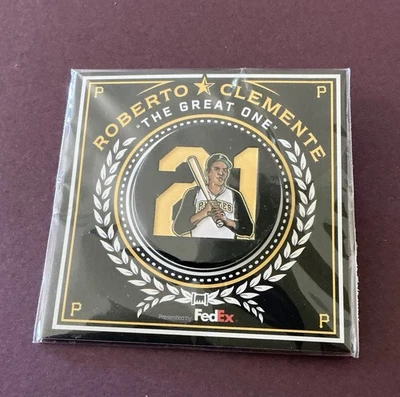 P P
ROBERTO ★ CLEMENTE
"THE GREAT ONE"
21
PIRATES
Presented by FedEx
P P